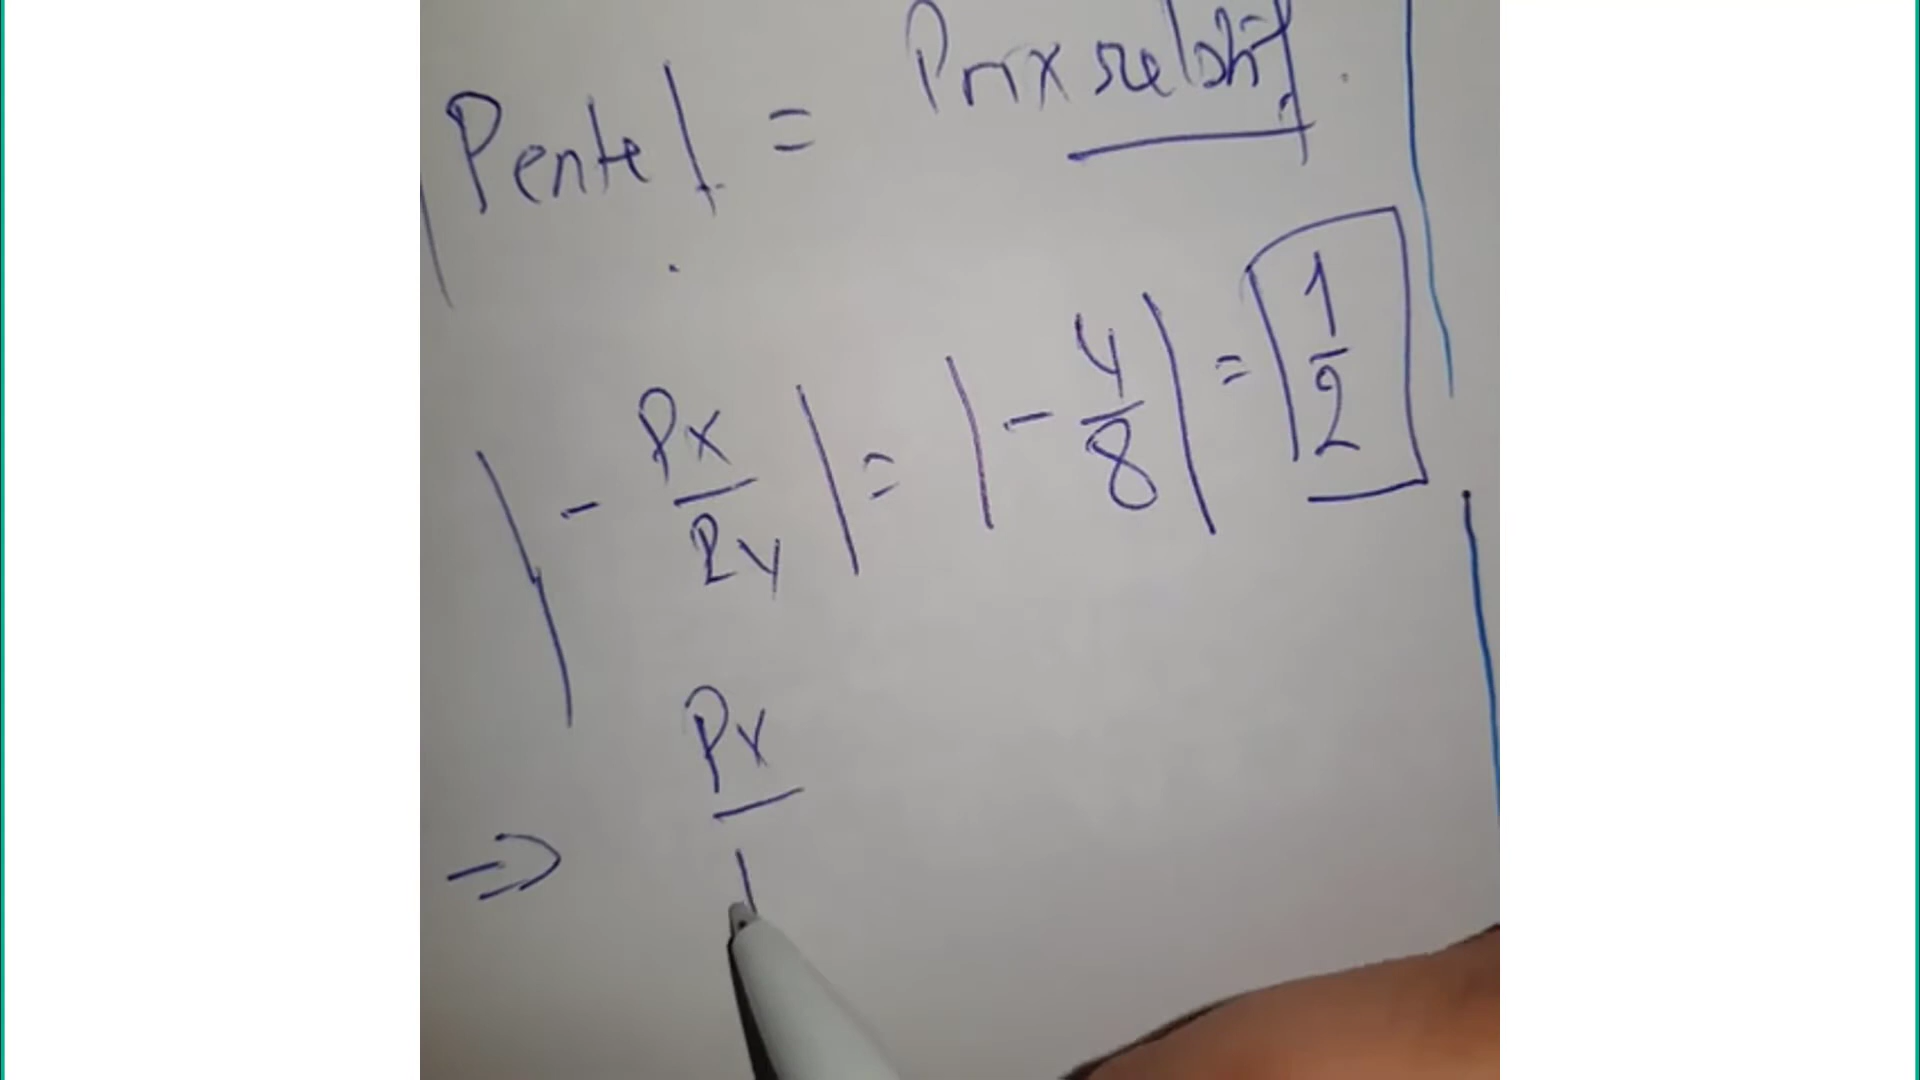 |Pente| = Prix relatif
|- Px/Py| = |- 4/8| = 1/2
⇒ Px/